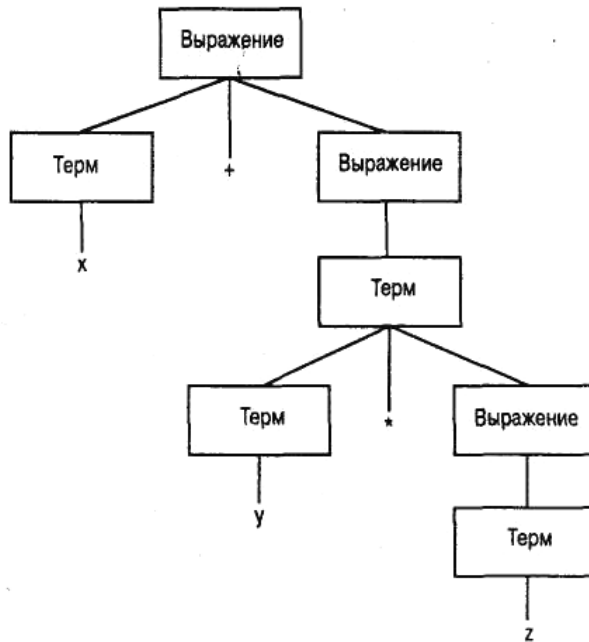 Выражение
Терм
+
Выражение
x
Терм
Терм
*
Выражение
y
Терм
z